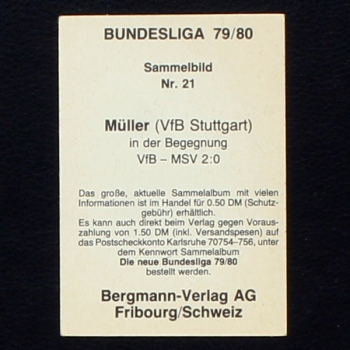 BUNDESLIGA 79/80
Sammelbild
Nr. 21
Müller (VfB Stuttgart)
in der Begegnung
VfB – MSV 2:0
Das große, aktuelle Sammelalbum mit vielen
Informationen ist im Handel für 0.50 DM (Schutz-
gebühr) erhältlich.
Es kann auch direkt beim Verlag gegen Voraus-
zahlung von 1.50 DM (inkl. Versandspesen) auf
das Postscheckkonto Karlsruhe 70754–756, unter
dem Kennwort Sammelalbum
Die neue Bundesliga 79/80
bestellt werden.
Bergmann-Verlag AG
Fribourg/Schweiz